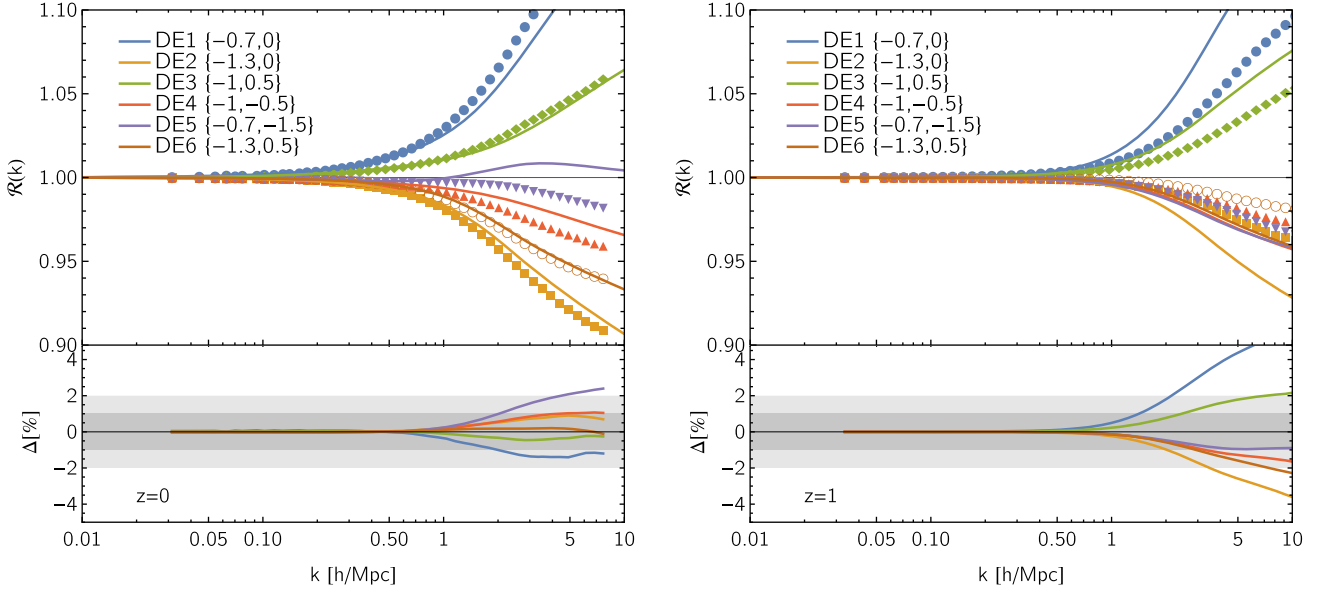 1.10
DE1 {−0.7,0}
DE2 {−1.3,0}
DE3 {−1,0.5}
DE4 {−1,−0.5}
DE5 {−0.7,−1.5}
DE6 {−1.3,0.5}
1.05
1.00
0.95
0.90
ℛ(k)
4
2
0
−2
−4
Δ[%]
z=0
0.01
0.05
0.10
0.50
1
5
10
k [h/Mpc]
1.10
DE1 {−0.7,0}
DE2 {−1.3,0}
DE3 {−1,0.5}
DE4 {−1,−0.5}
DE5 {−0.7,−1.5}
DE6 {−1.3,0.5}
1.05
1.00
0.95
0.90
ℛ(k)
4
2
0
−2
−4
Δ[%]
z=1
0.01
0.05
0.10
0.50
1
5
10
k [h/Mpc]